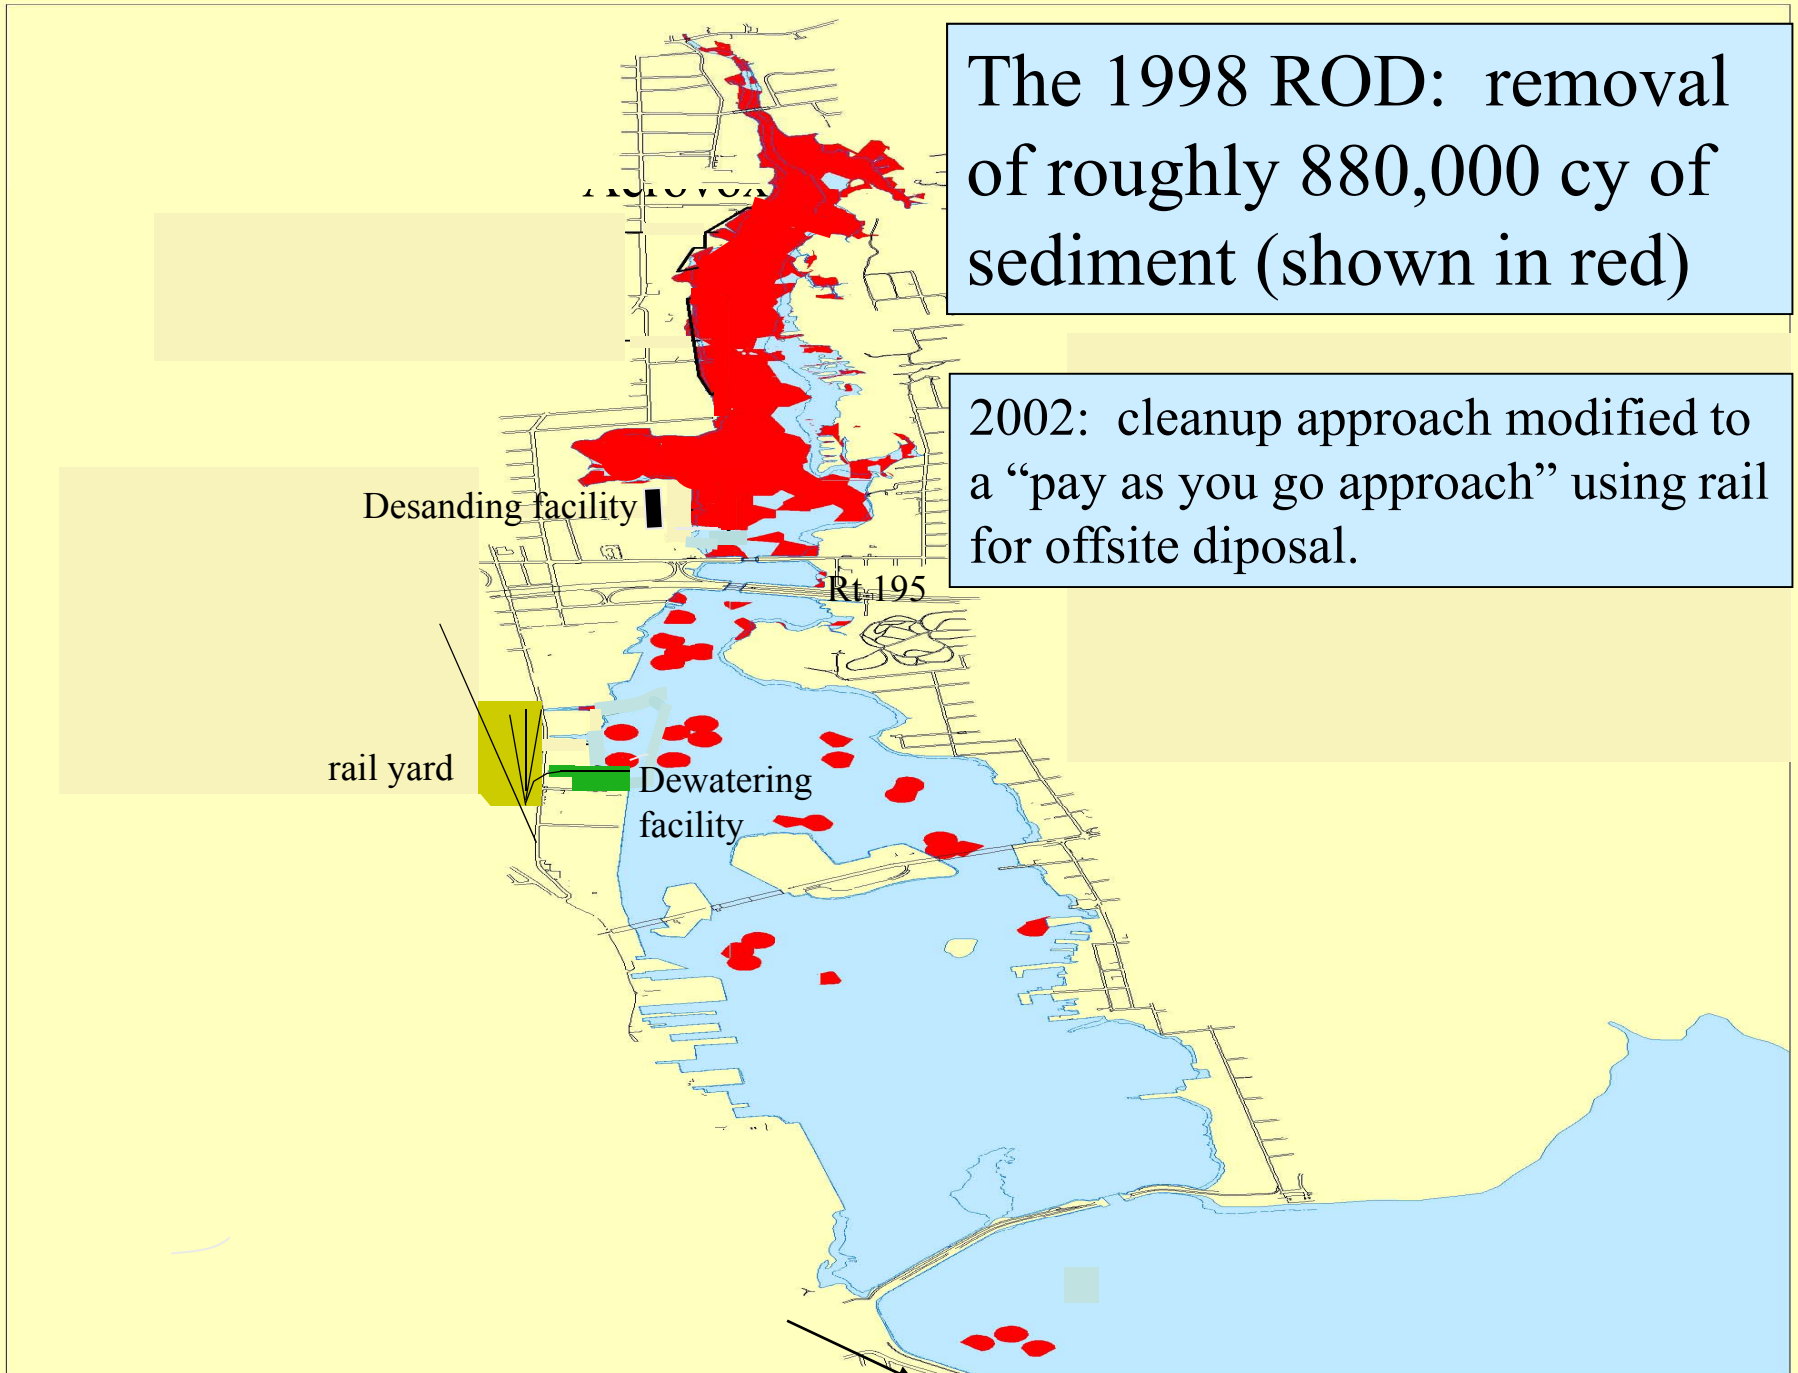 The 1998 ROD: removal
of roughly 880,000 cy of
sediment (shown in red)
Aerovox
2002: cleanup approach modified to
a “pay as you go approach” using rail
for offsite diposal.
Desanding facility
Rt 195
rail yard
Dewatering
facility